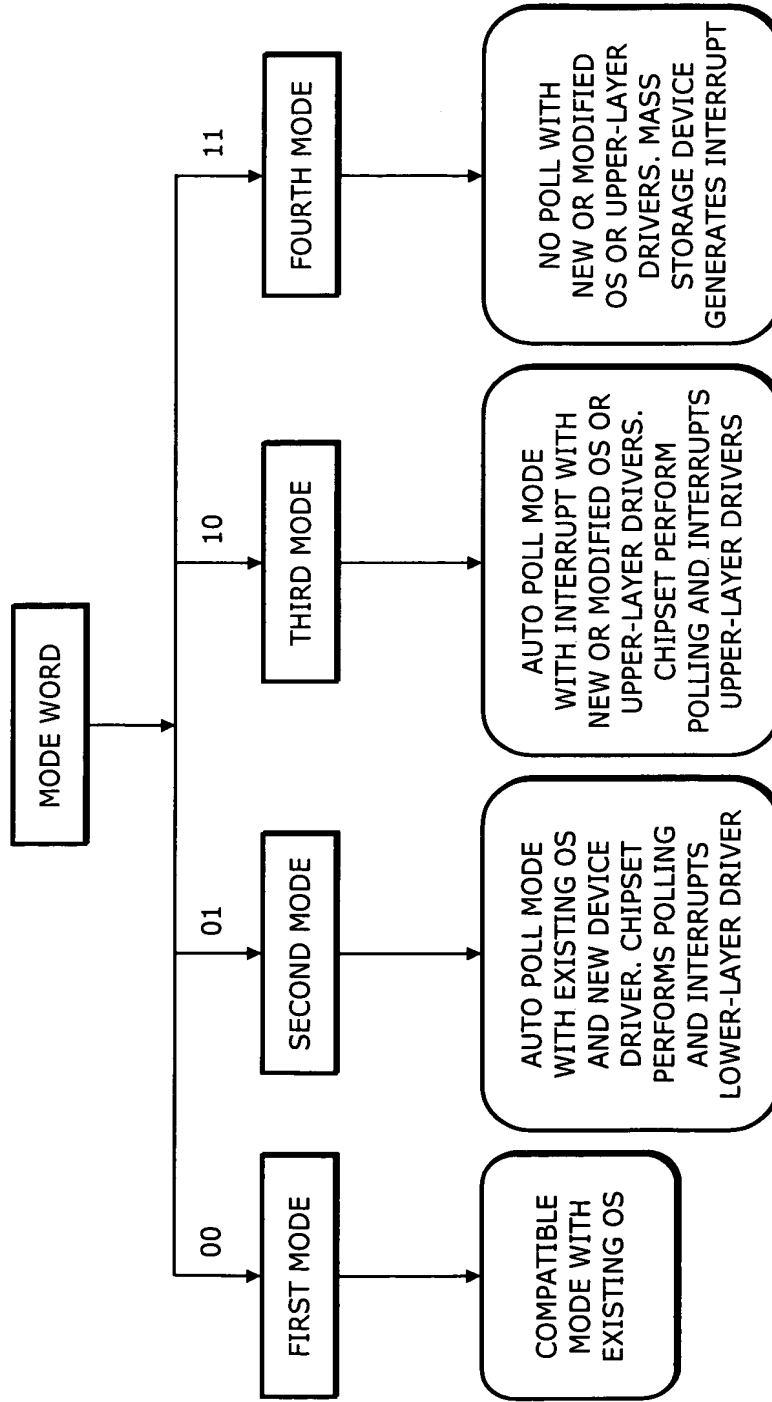 MODE WORD
00
01
10
11
FIRST MODE
SECOND MODE
THIRD MODE
FOURTH MODE
COMPATIBLE
MODE WITH
EXISTING OS
AUTO POLL MODE
WITH EXISTING OS
AND NEW DEVICE
DRIVER. CHIPSET
PERFORMS POLLING
AND INTERRUPTS
LOWER-LAYER DRIVER
AUTO POLL MODE
WITH INTERRUPT WITH
NEW OR MODIFIED OS OR
UPPER-LAYER DRIVERS.
CHIPSET PERFORM
POLLING AND INTERRUPTS
UPPER-LAYER DRIVERS
NO POLL WITH
NEW OR MODIFIED
OS OR UPPER-LAYER
DRIVERS. MASS
STORAGE DEVICE
GENERATES INTERRUPT